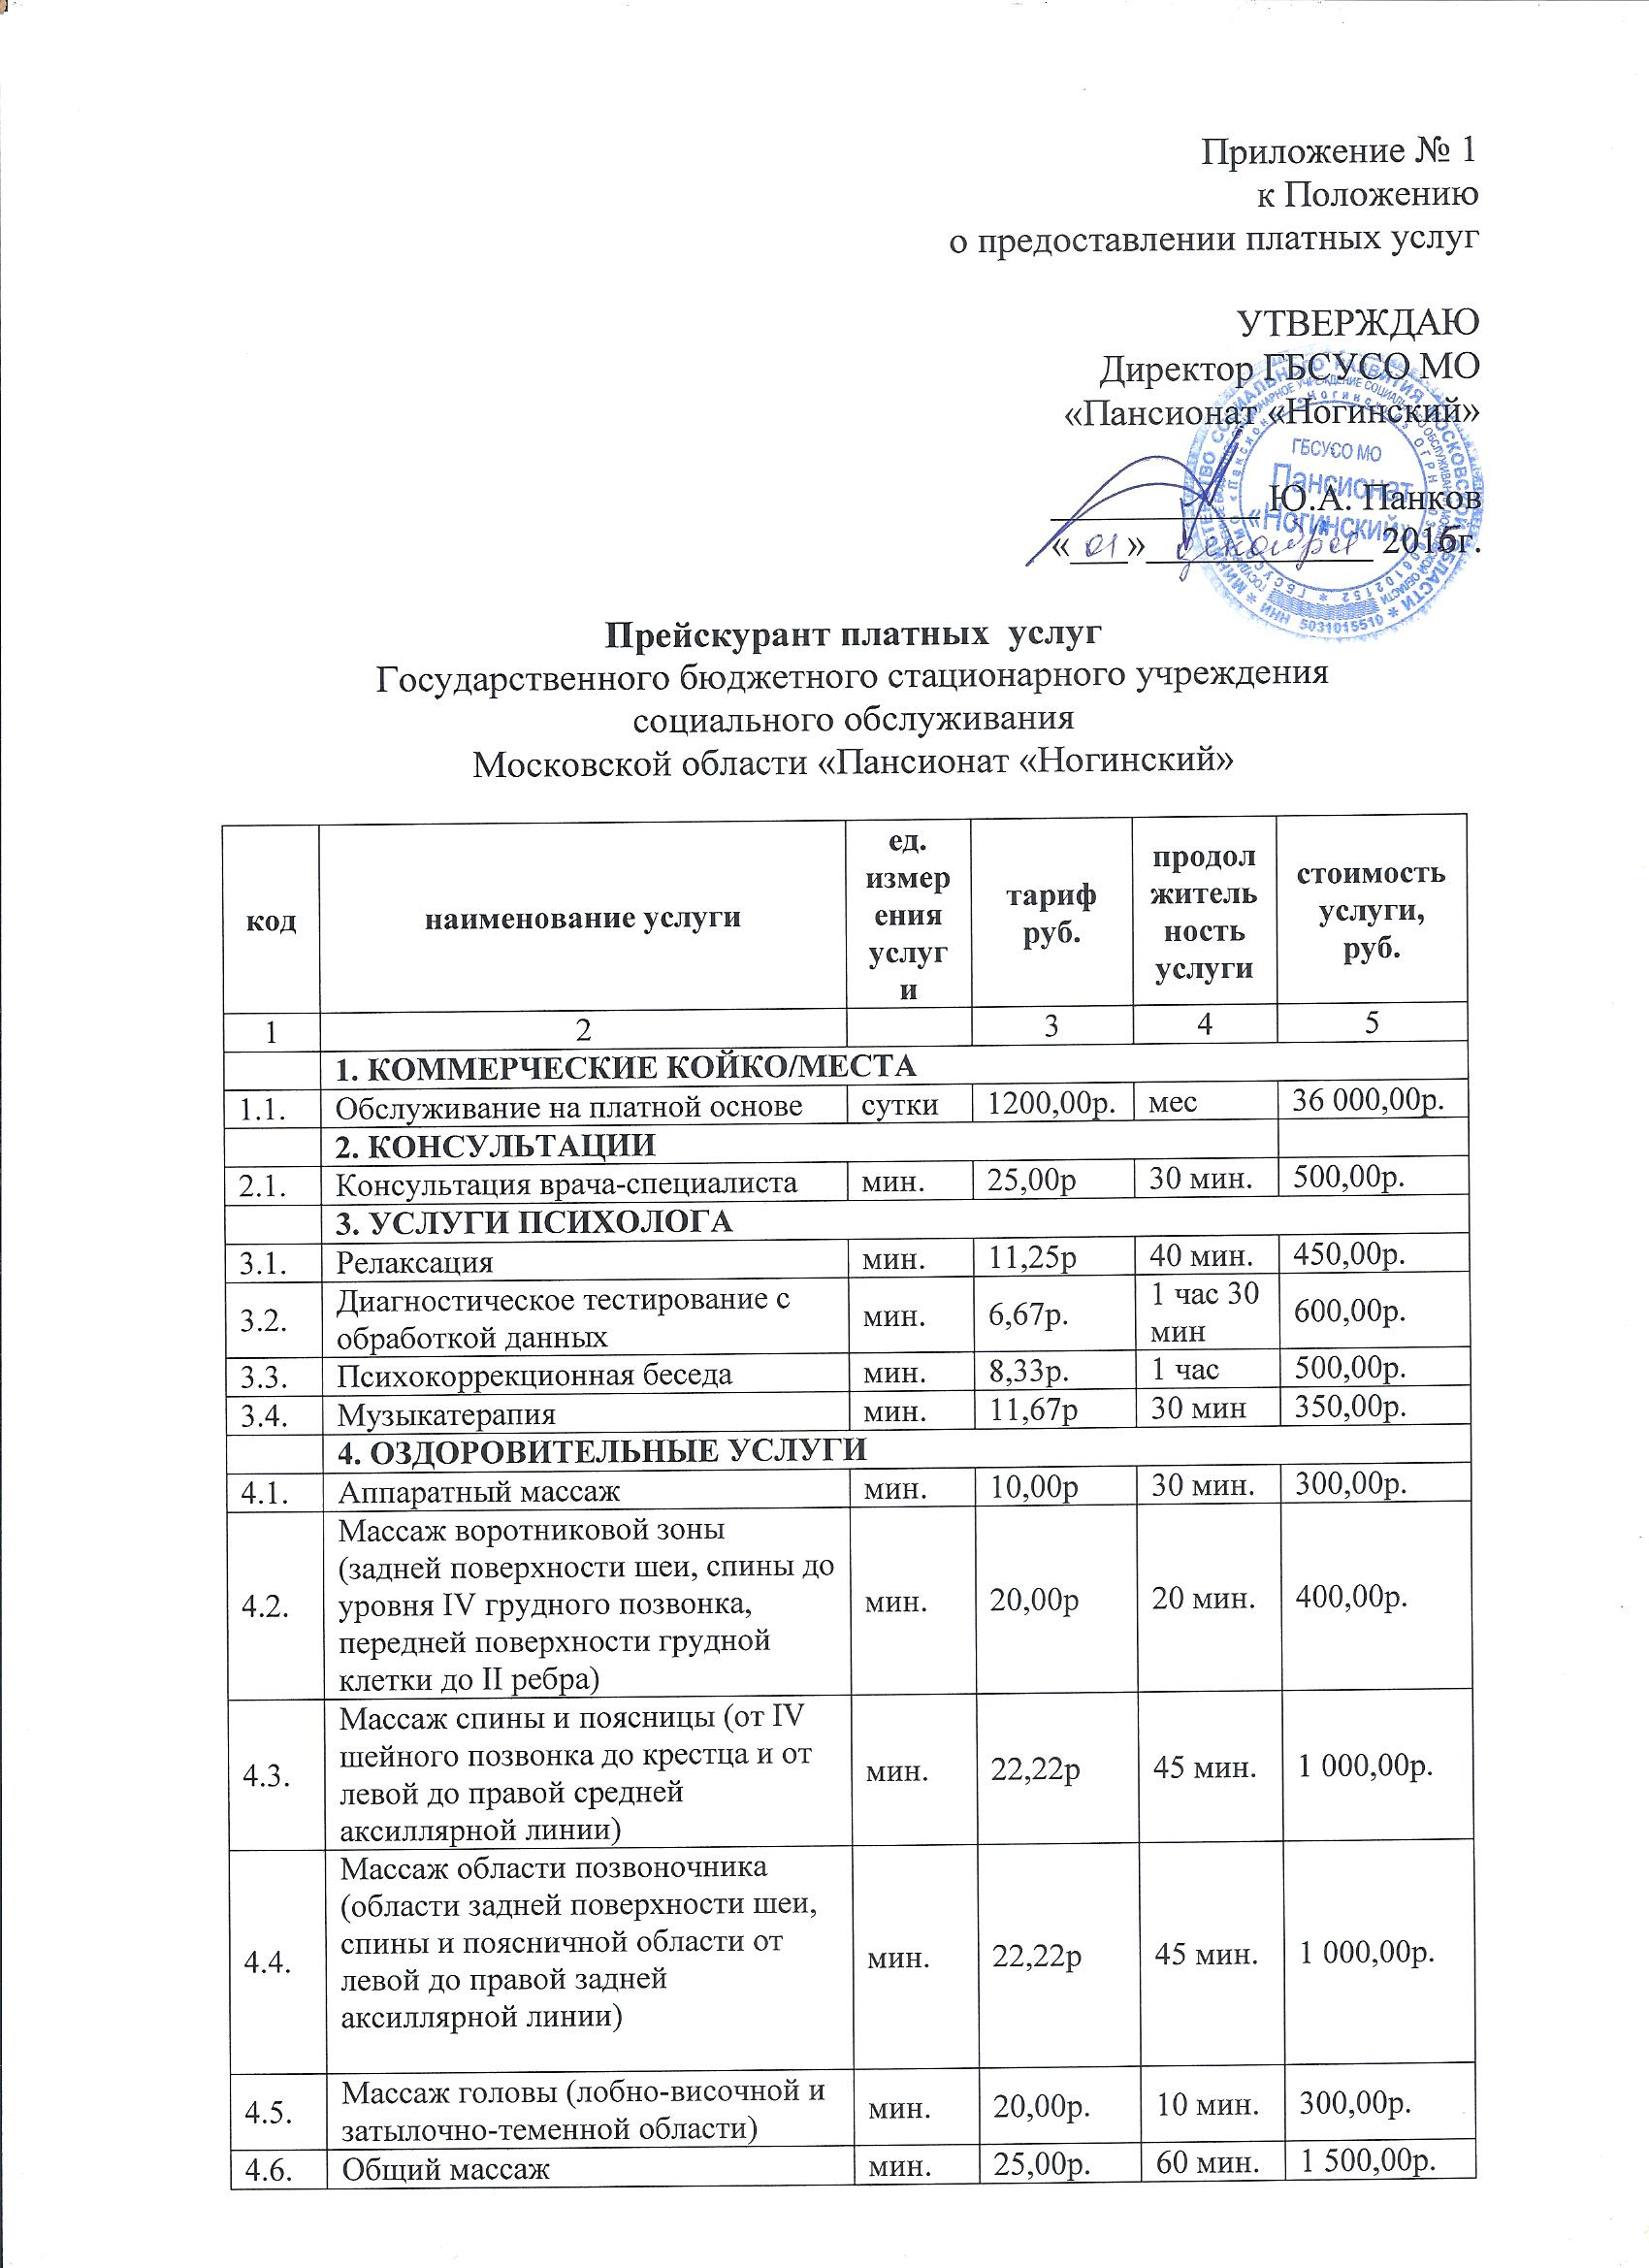 Приложение № 1
к Положению
о предоставлении платных услуг
УТВЕРЖДАЮ
Директор ГБСУСО МО
«Пансионат «Ногинский»
ГБСУСО МО
Пансионат
«Ногинский»
ИНН 5031015510
Ю.А. Панков
«01» декабря 2016г.
Прейскурант платных услуг
Государственного бюджетного стационарного учреждения
социального обслуживания
Московской области «Пансионат «Ногинский»
код наименование услуги ед. измер ения услуг и тариф руб. продол житель ность услуги стоимость услуги, руб.
1 2 3 4 5
1. КОММЕРЧЕСКИЕ КОЙКО/МЕСТА
1.1. Обслуживание на платной основе сутки 1200,00р. мес 36 000,00р.
2. КОНСУЛЬТАЦИИ
2.1. Консультация врача-специалиста мин. 25,00р 30 мин. 500,00р.
3. УСЛУГИ ПСИХОЛОГА
3.1. Релаксация мин. 11,25р 40 мин. 450,00р.
3.2. Диагностическое тестирование с
обработкой данных мин. 6,67р. 1 час 30 мин 600,00р.
3.3. Психокоррекционная беседа мин. 8,33р. 1 час 500,00р.
3.4. Музыкатерапия мин. 11,67р 30 мин 350,00р.
4. ОЗДОРОВИТЕЛЬНЫЕ УСЛУГИ
4.1. Аппаратный массаж мин. 10,00р 30 мин. 300,00р.
Массаж воротниковой зоны
(задней поверхности шеи, спины до
4.2. уровня IV грудного позвонка, мин. 20,00р 20 мин. 400,00р.
передней поверхности грудной
клетки до II ребра)
Массаж спины и поясницы (от IV
шейного позвонка до крестца и от
4.3. левой до правой средней мин. 22,22р 45 мин. 1 000,00р.
аксиллярной линии)
Массаж области позвоночника
(области задней поверхности шеи,
4.4. спины и поясничной области от мин. 22,22р 45 мин. 1 000,00р.
левой до правой задней
аксиллярной линии)
4.5. Массаж головы (лобно-височной и мин. 20,00р. 10 мин. 300,00р.
затылочно-теменной области)
4.6. Общий массаж мин. 25,00р. 60 мин. 1 500,00р.